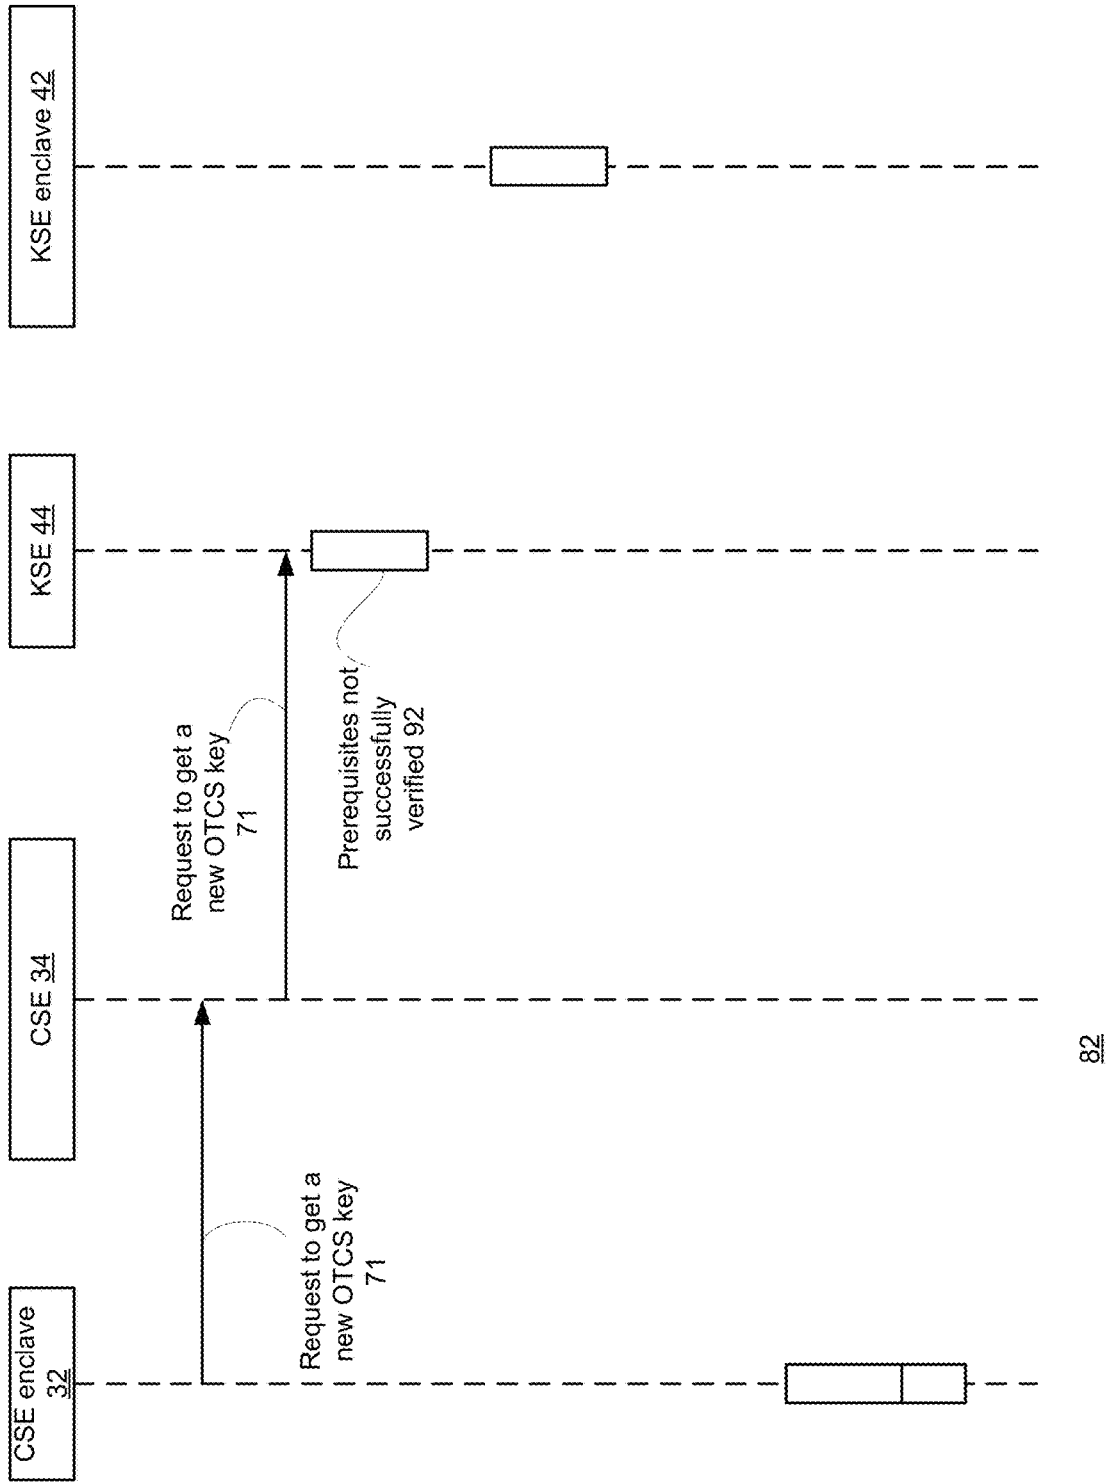 CSE enclave
32
CSE 34
KSE 44
KSE enclave 42
Request to get a
new OTCS key
71
Request to get a
new OTCS key
71
Prerequisites not
successfully
verified 92
82